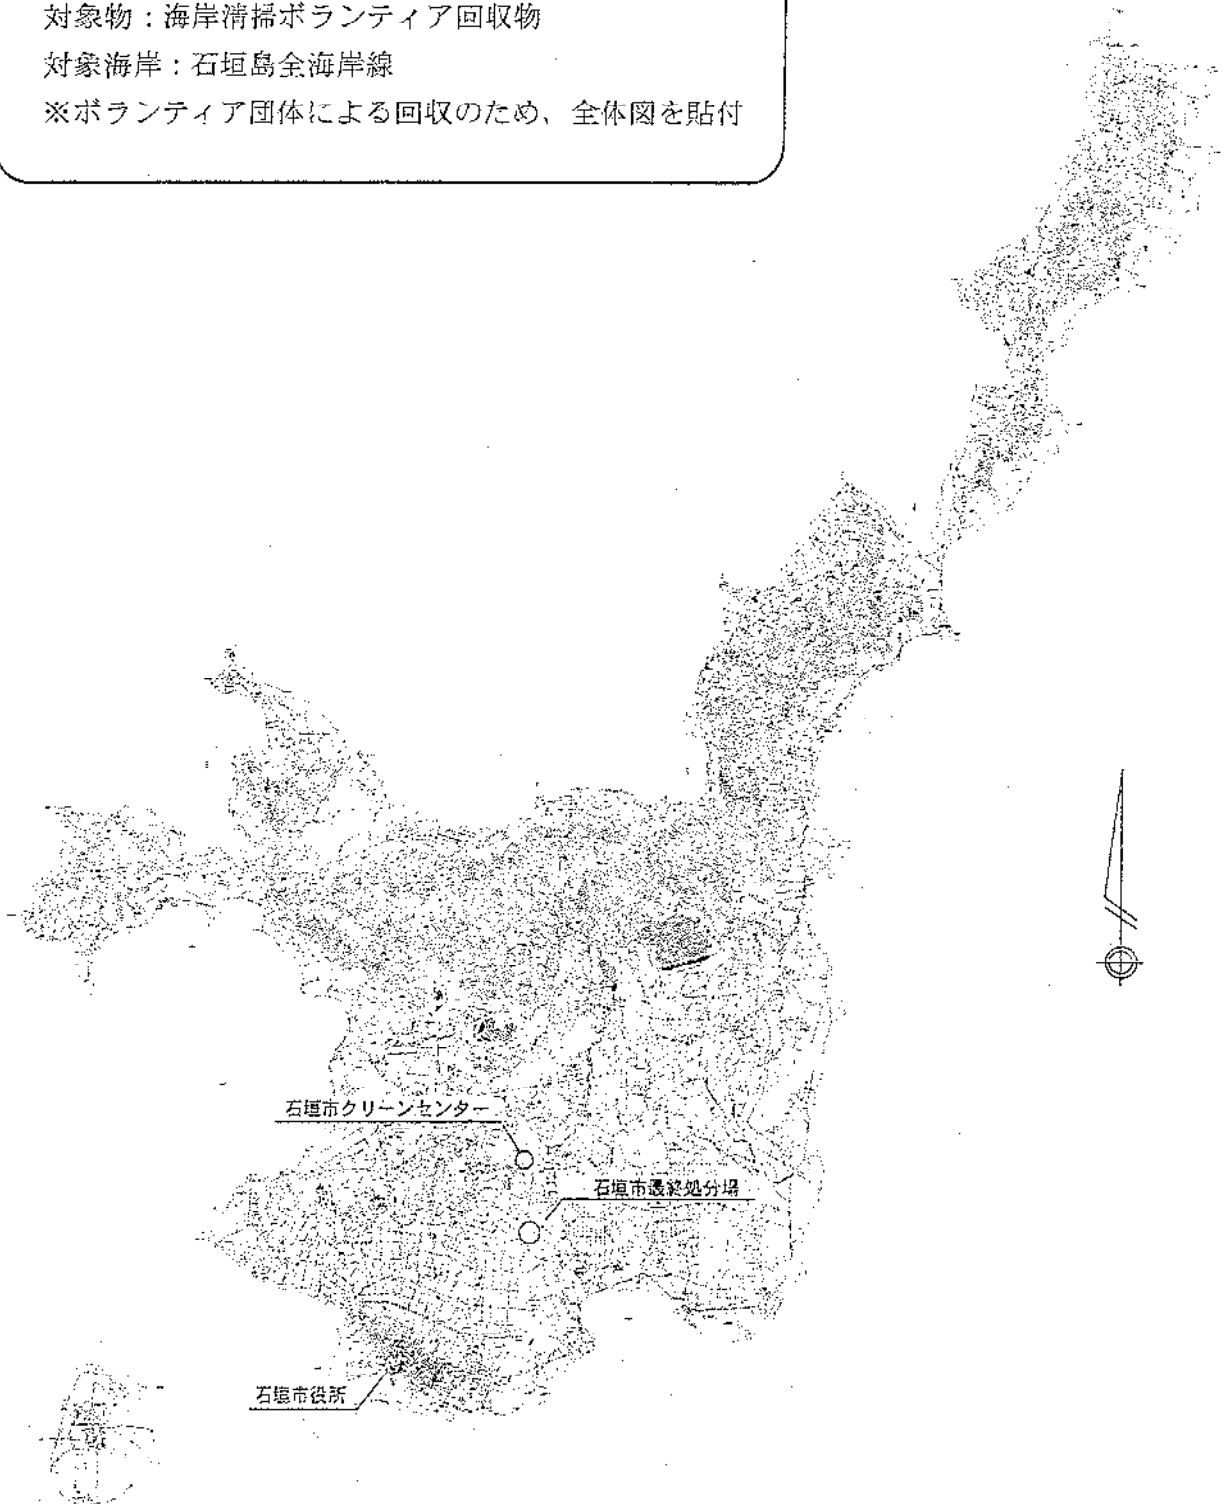 対象物：海岸清掃ボランティア回収物
対象海岸：石垣島全海岸線
※ボランティア団体による回収のため、全体図を貼付
石垣市クリーンセンター
石垣市最終処分場
石垣市役所